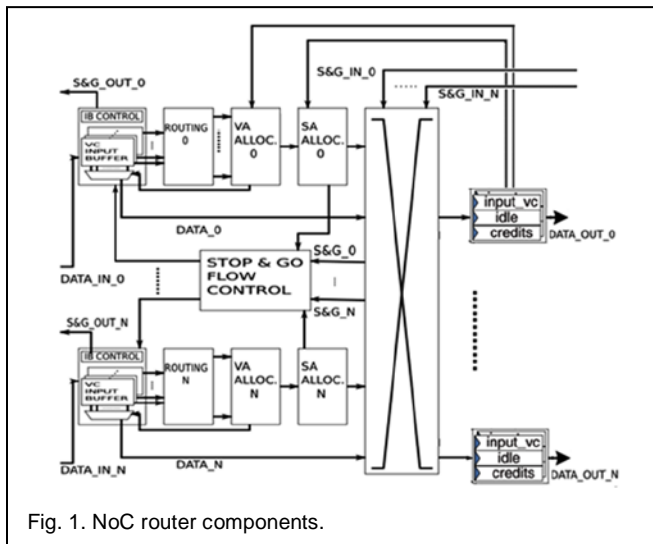 S&G_OUT_0
S&G_IN_0
S&G_IN_N
IB CONTROL
VC
INPUT
BUFFER
ROUTING
0
VA
ALLOC.
0
SA
ALLOC.
0
input_vc
idle
credits
DATA_OUT_0
DATA_0
DATA_IN_0
STOP & GO
FLOW
CONTROL
S&G_0
S&G_N
S&G_OUT_N
IB CONTROL
VC
INPUT
BUFFER
ROUTING
N
VA
ALLOC.
N
SA
ALLOC.
N
input_vc
idle
credits
DATA_OUT_N
DATA_N
DATA_IN_N
Fig. 1. NoC router components.